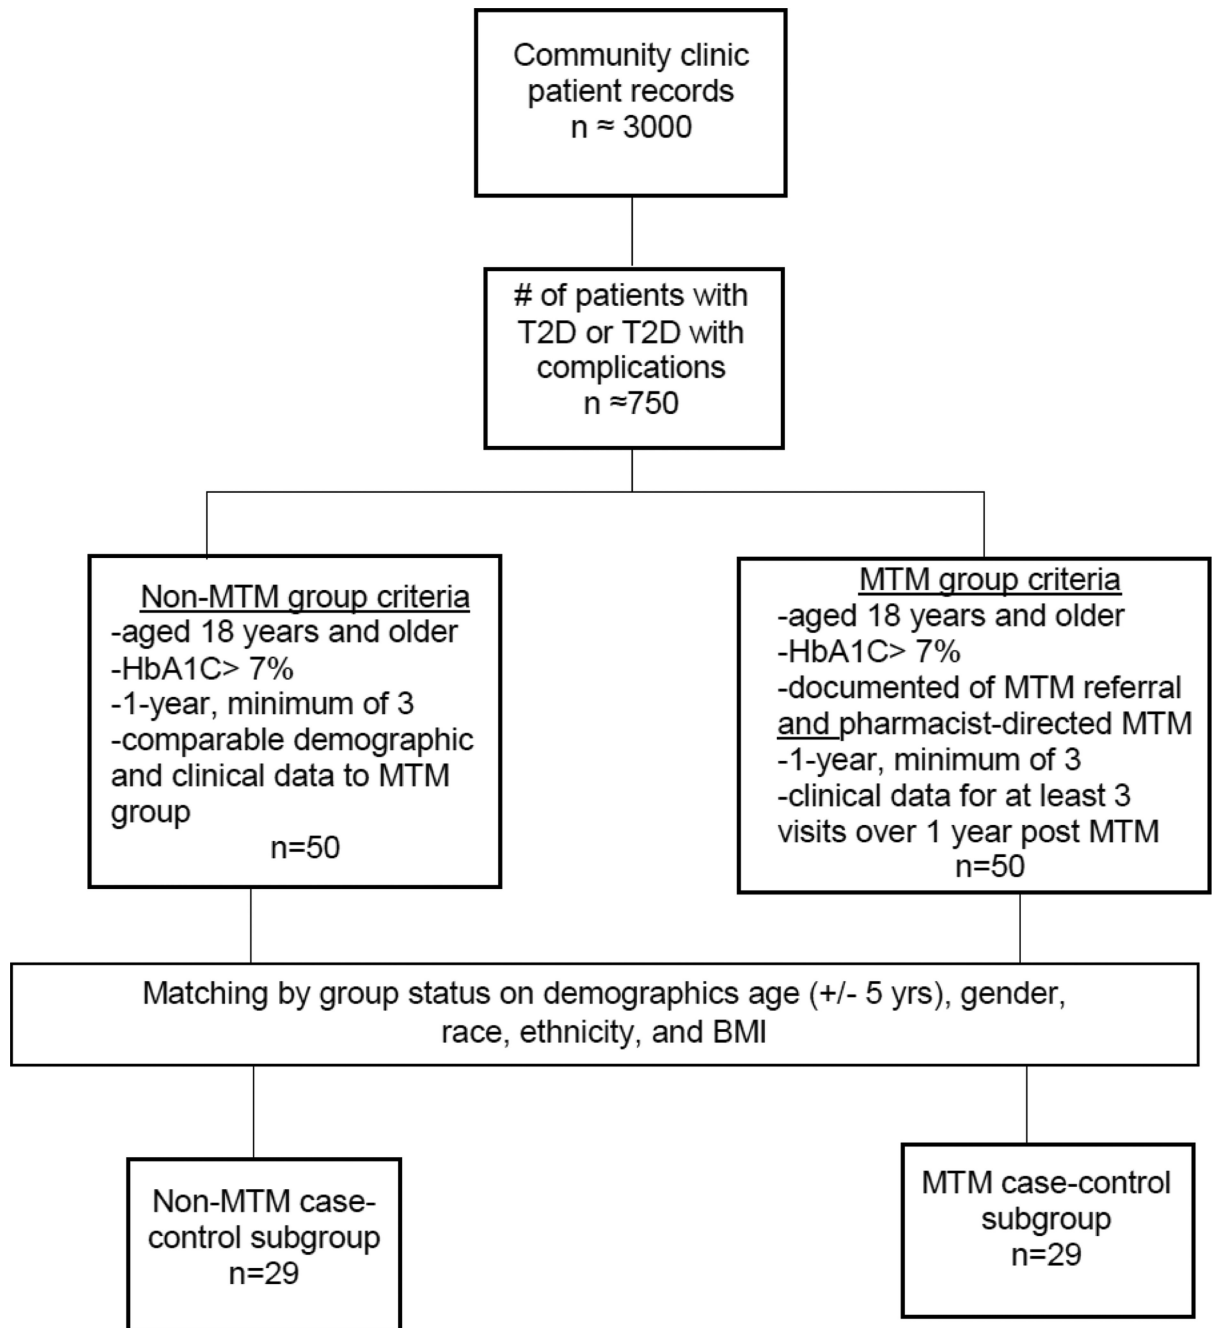 Community clinic
patient records
n ≈ 3000
# of patients with
T2D or T2D with
complications
n ≈750
Non-MTM group criteria
-aged 18 years and older
-HbA1C> 7%
-1-year, minimum of 3
-comparable demographic
and clinical data to MTM
group
n=50
MTM group criteria
-aged 18 years and older
-HbA1C> 7%
-documented of MTM referral
and pharmacist-directed MTM
-1-year, minimum of 3
-clinical data for at least 3
visits over 1 year post MTM
n=50
Matching by group status on demographics age (+/- 5 yrs), gender,
race, ethnicity, and BMI
Non-MTM case-
control subgroup
n=29
MTM case-control
subgroup
n=29